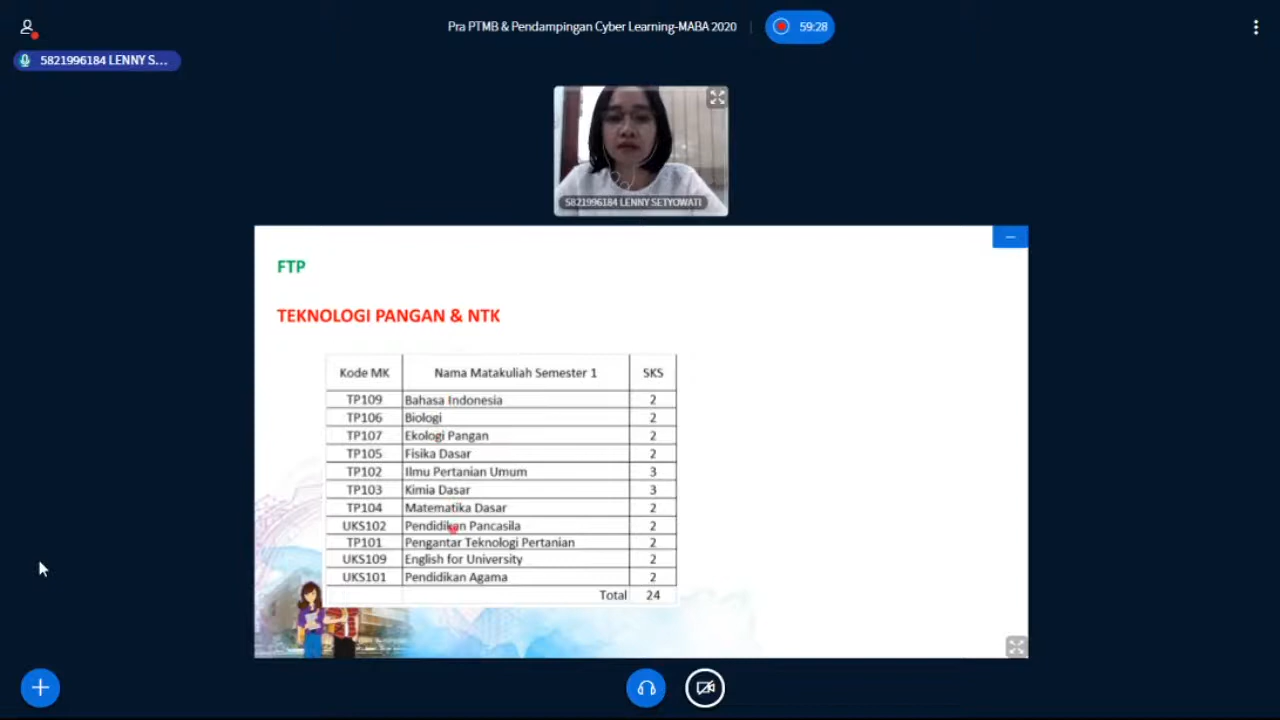 Pra PTMB & Pendampingan Cyber Learning-MABA 2020
59:28
5821996184 LENNY S...
5821996184 LENNY SETYOWATI
FTP
TEKNOLOGI PANGAN & NTK
Kode MK Nama Matakuliah Semester 1 SKS
TP109 Bahasa Indonesia 2
TP106 Biologi 2
TP107 Ekologi Pangan 2
TP105 Fisika Dasar 2
TP102 Ilmu Pertanian Umum 3
TP103 Kimia Dasar 3
TP104 Matematika Dasar 2
UKS102 Pendidikan Pancasila 2
TP101 Pengantar Teknologi Pertanian 2
UKS109 English for University 2
UKS101 Pendidikan Agama 2
Total 24